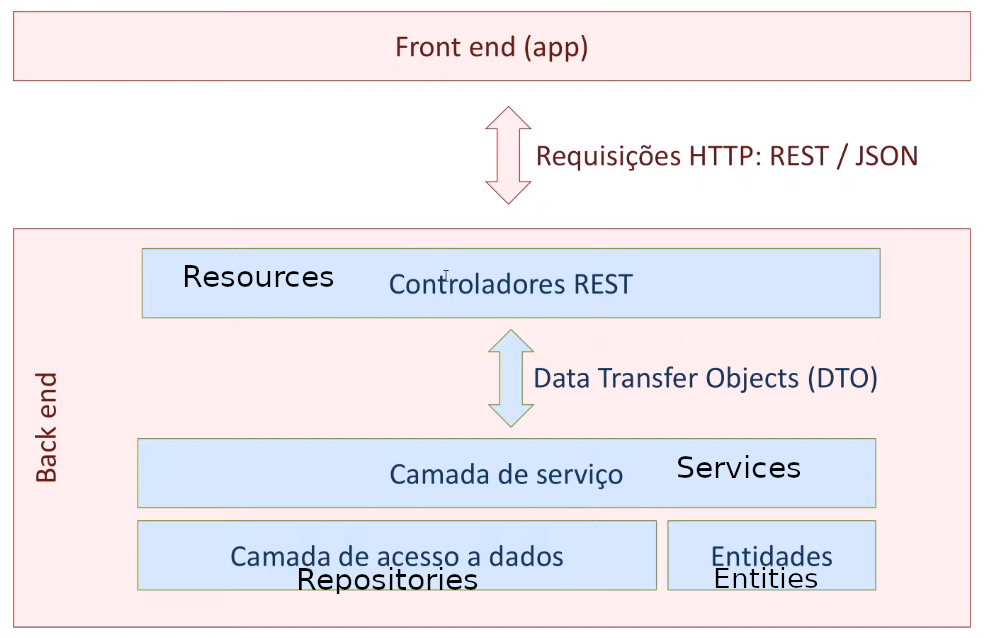 Front end (app)
Requisições HTTP: REST / JSON
Resources
Controladores REST
Data Transfer Objects (DTO)
Back end
Camada de serviço
Services
Camada de acesso a dados
Repositories
Entidades
Entities